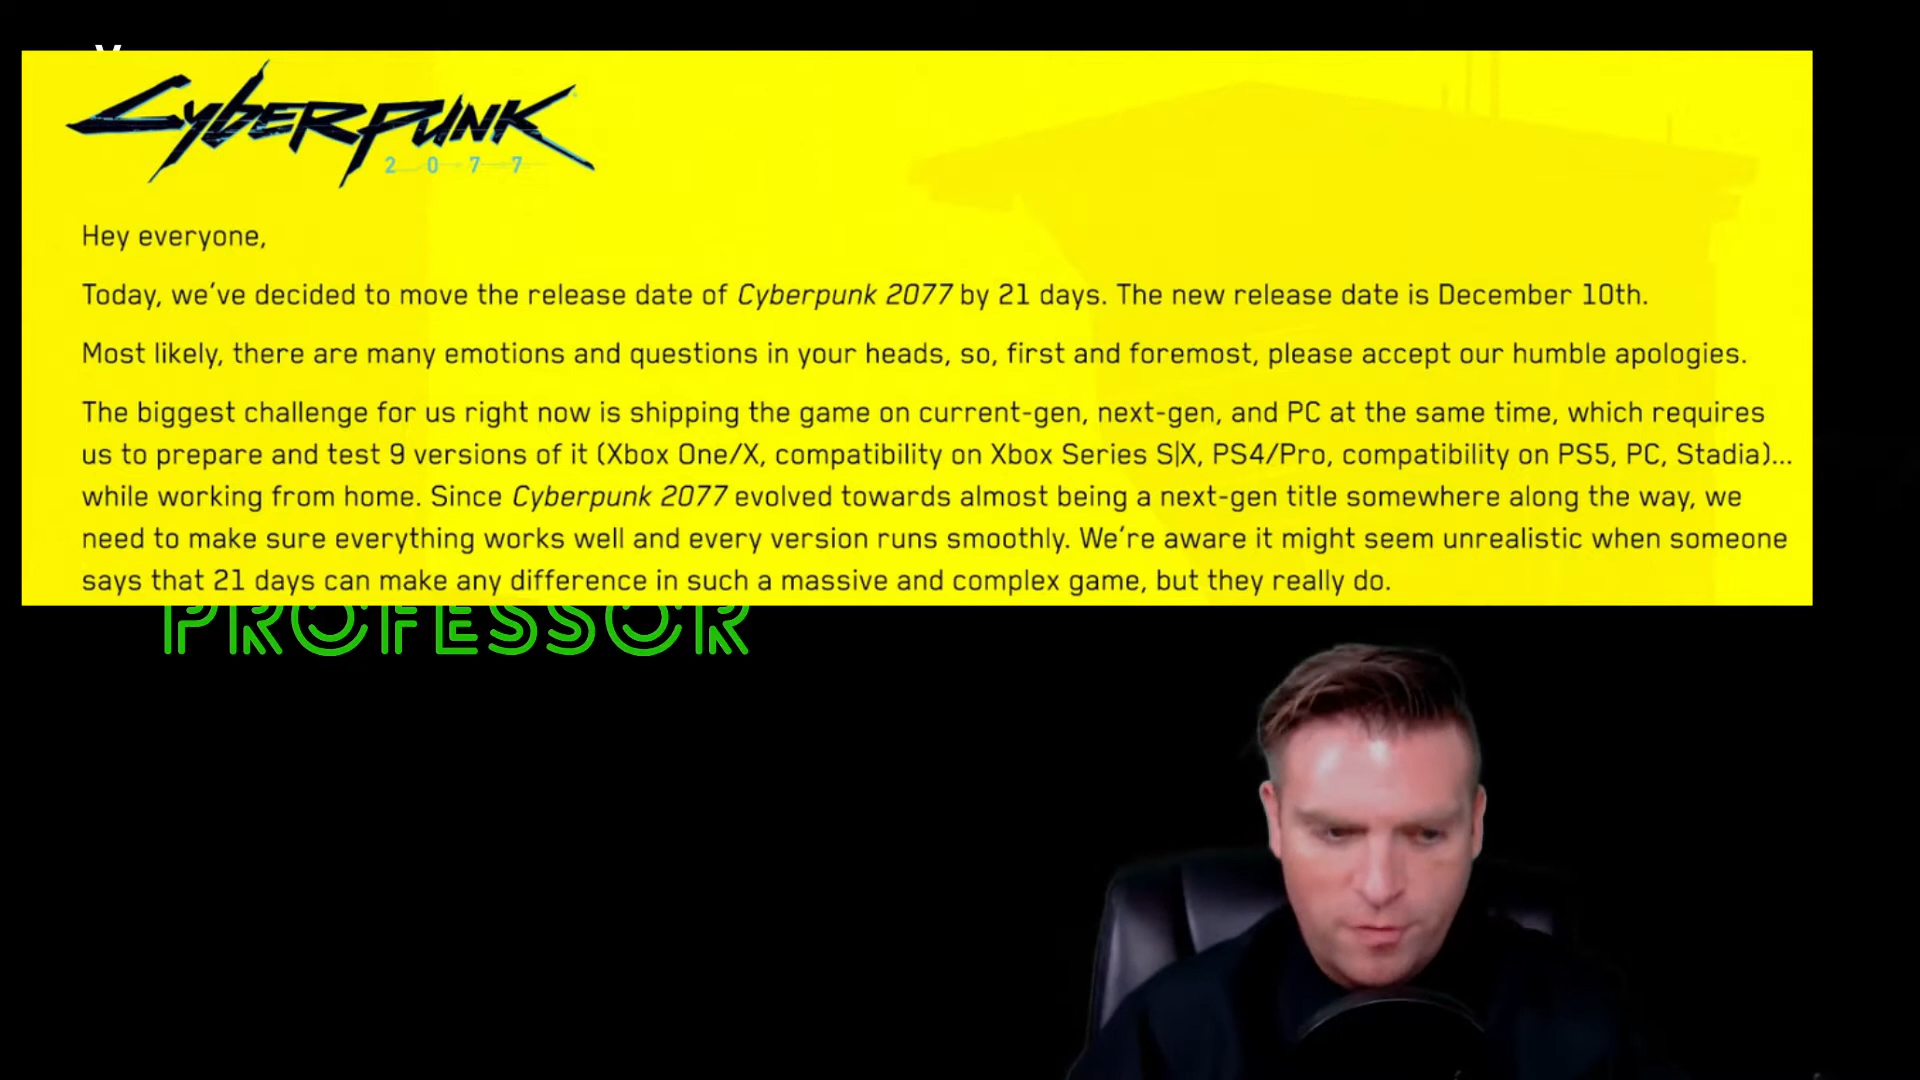 Cyberpunk
2077
Hey everyone,
Today, we've decided to move the release date of Cyberpunk 2077 by 21 days. The new release date is December 10th.
Most likely, there are many emotions and questions in your heads, so, first and foremost, please accept our humble apologies.
The biggest challenge for us right now is shipping the game on current-gen, next-gen, and PC at the same time, which requires
us to prepare and test 9 versions of it (Xbox One/X, compatibility on Xbox Series S|X, PS4/Pro, compatibility on PS5, PC, Stadia)...
while working from home. Since Cyberpunk 2077 evolved towards almost being a next-gen title somewhere along the way, we
need to make sure everything works well and every version runs smoothly. We're aware it might seem unrealistic when someone
says that 21 days can make any difference in such a massive and complex game, but they really do.
PROFESSOR